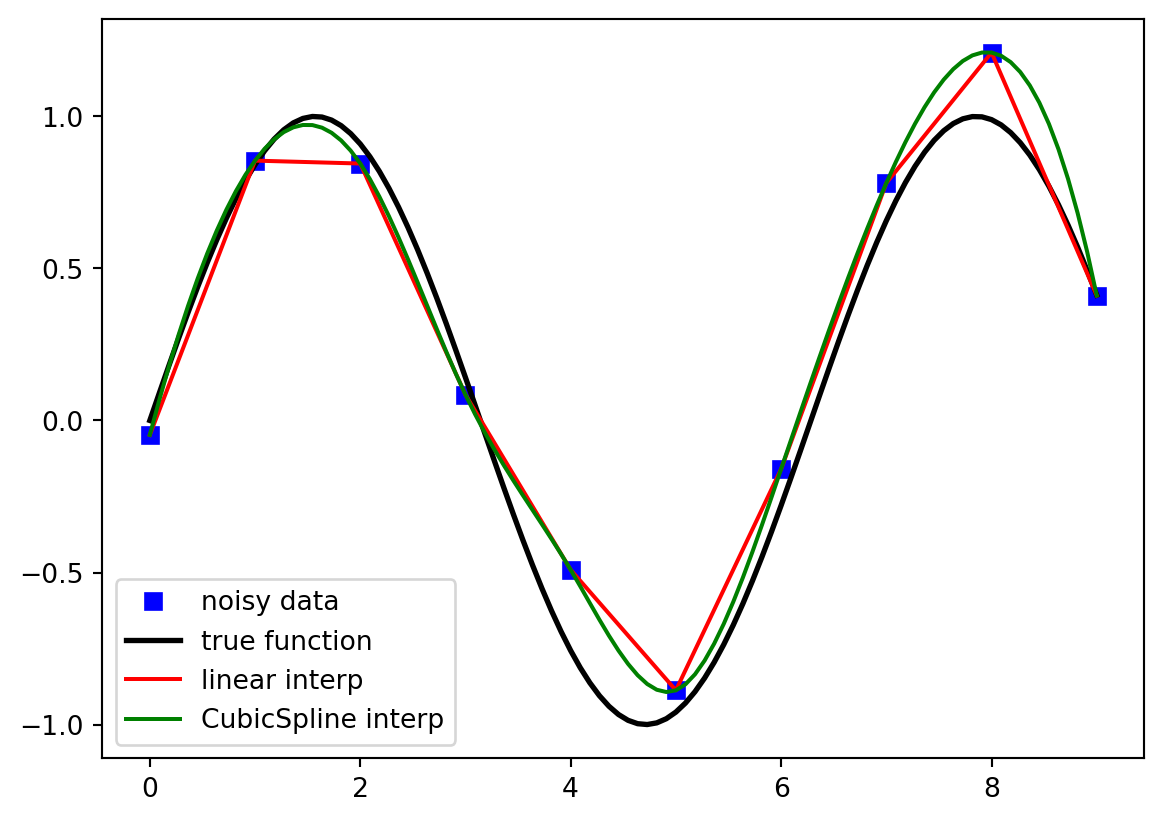 1.0
0.5
0.0
−0.5
−1.0
noisy data
true function
linear interp
CubicSpline interp
0 2 4 6 8